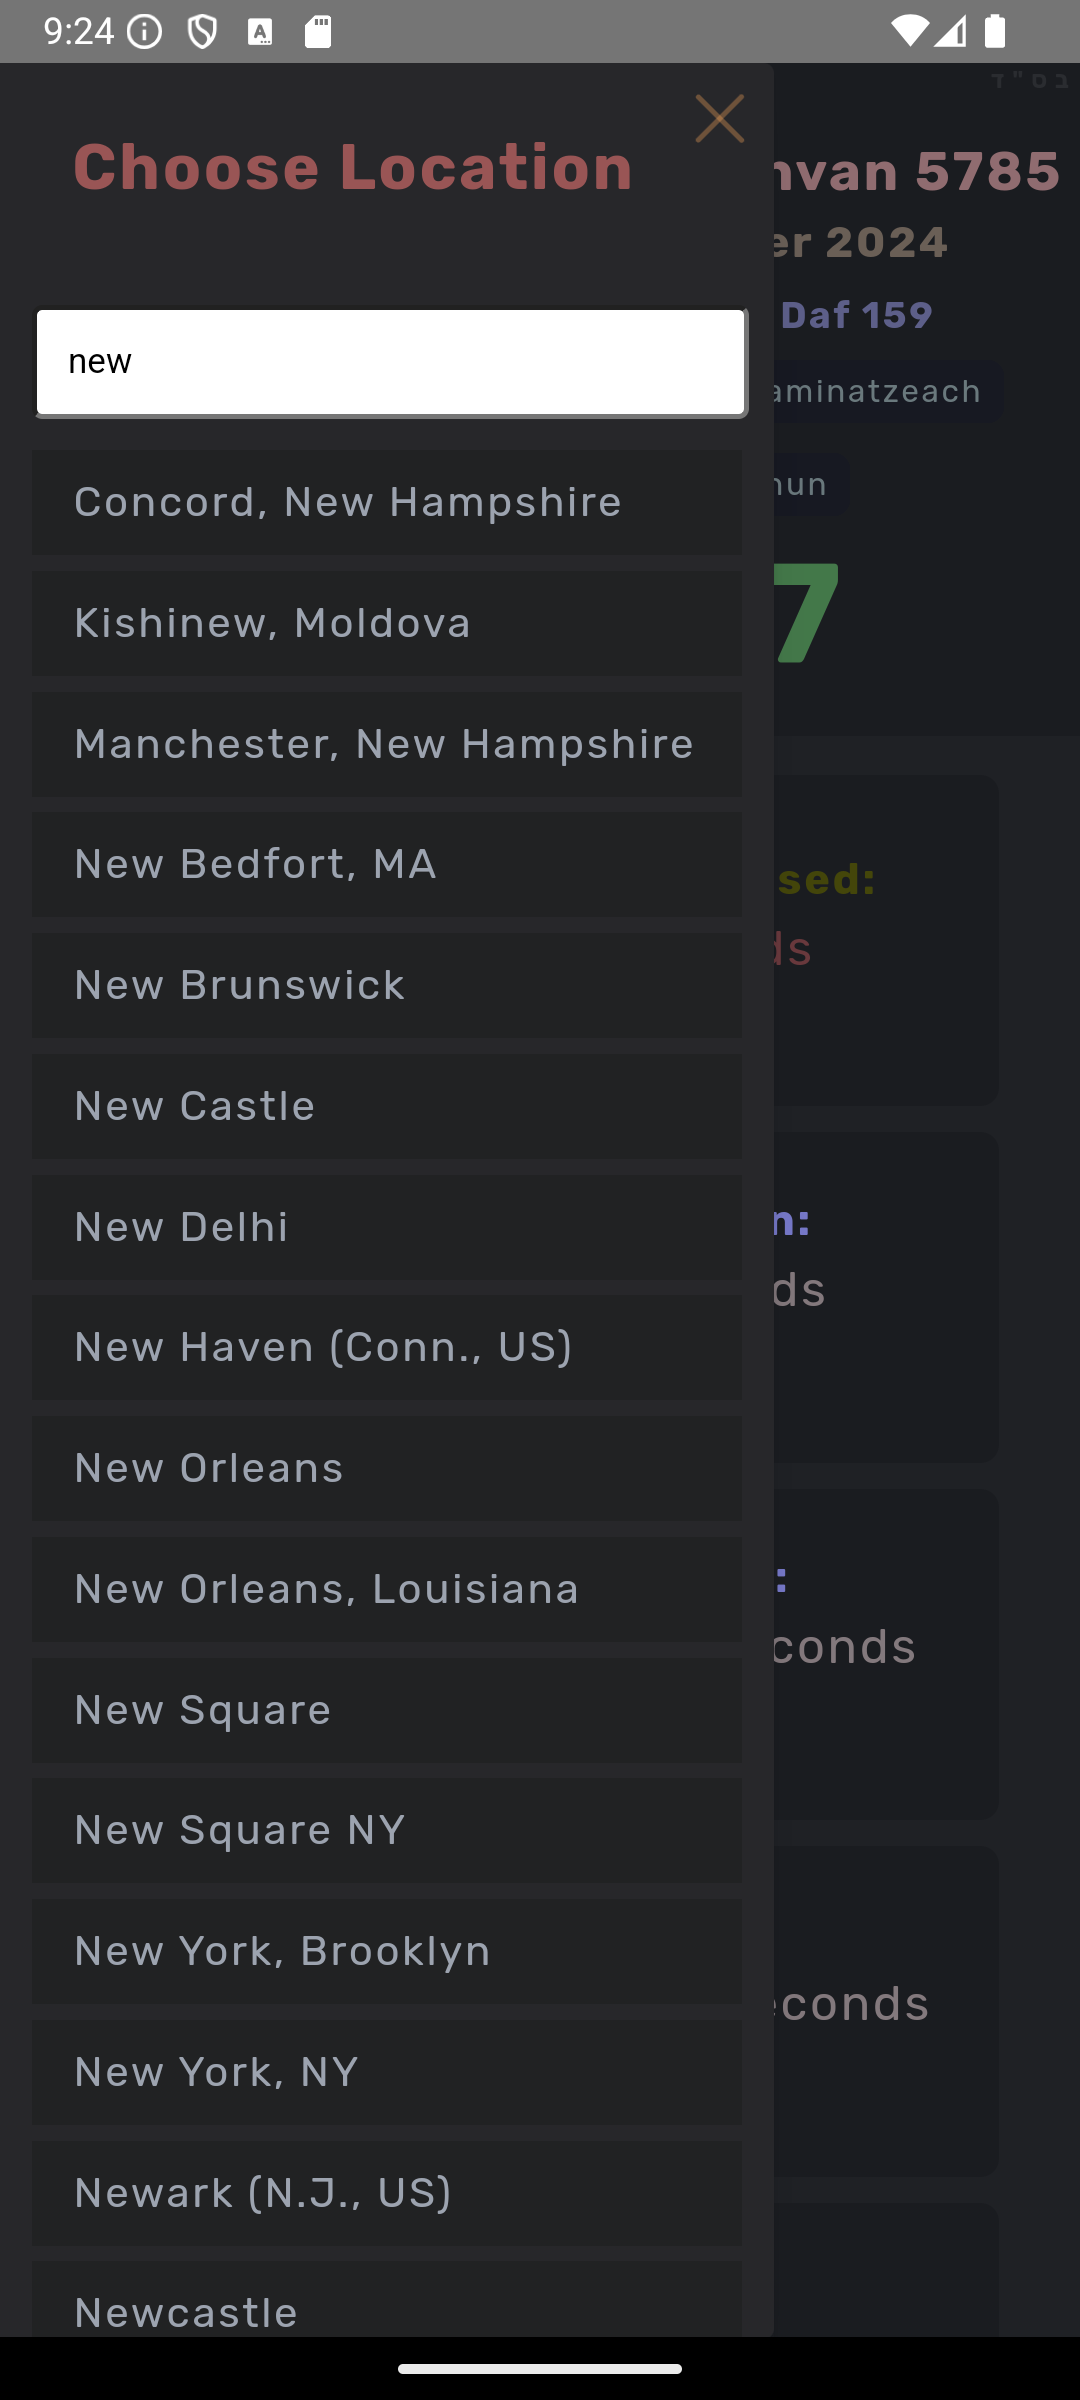 9:24
בס"ד
Choose Location
nvan 5785
er 2024
Daf 159
new
aminatzeach
Concord, New Hampshire
hun
Kishinew, Moldova
7
Manchester, New Hampshire
New Bedfort, MA
sed:
ds
New Brunswick
New Castle
New Delhi
n:
ds
New Haven (Conn., US)
New Orleans
New Orleans, Louisiana
:
conds
New Square
New Square NY
New York, Brooklyn
econds
New York, NY
Newark (N.J., US)
Newcastle